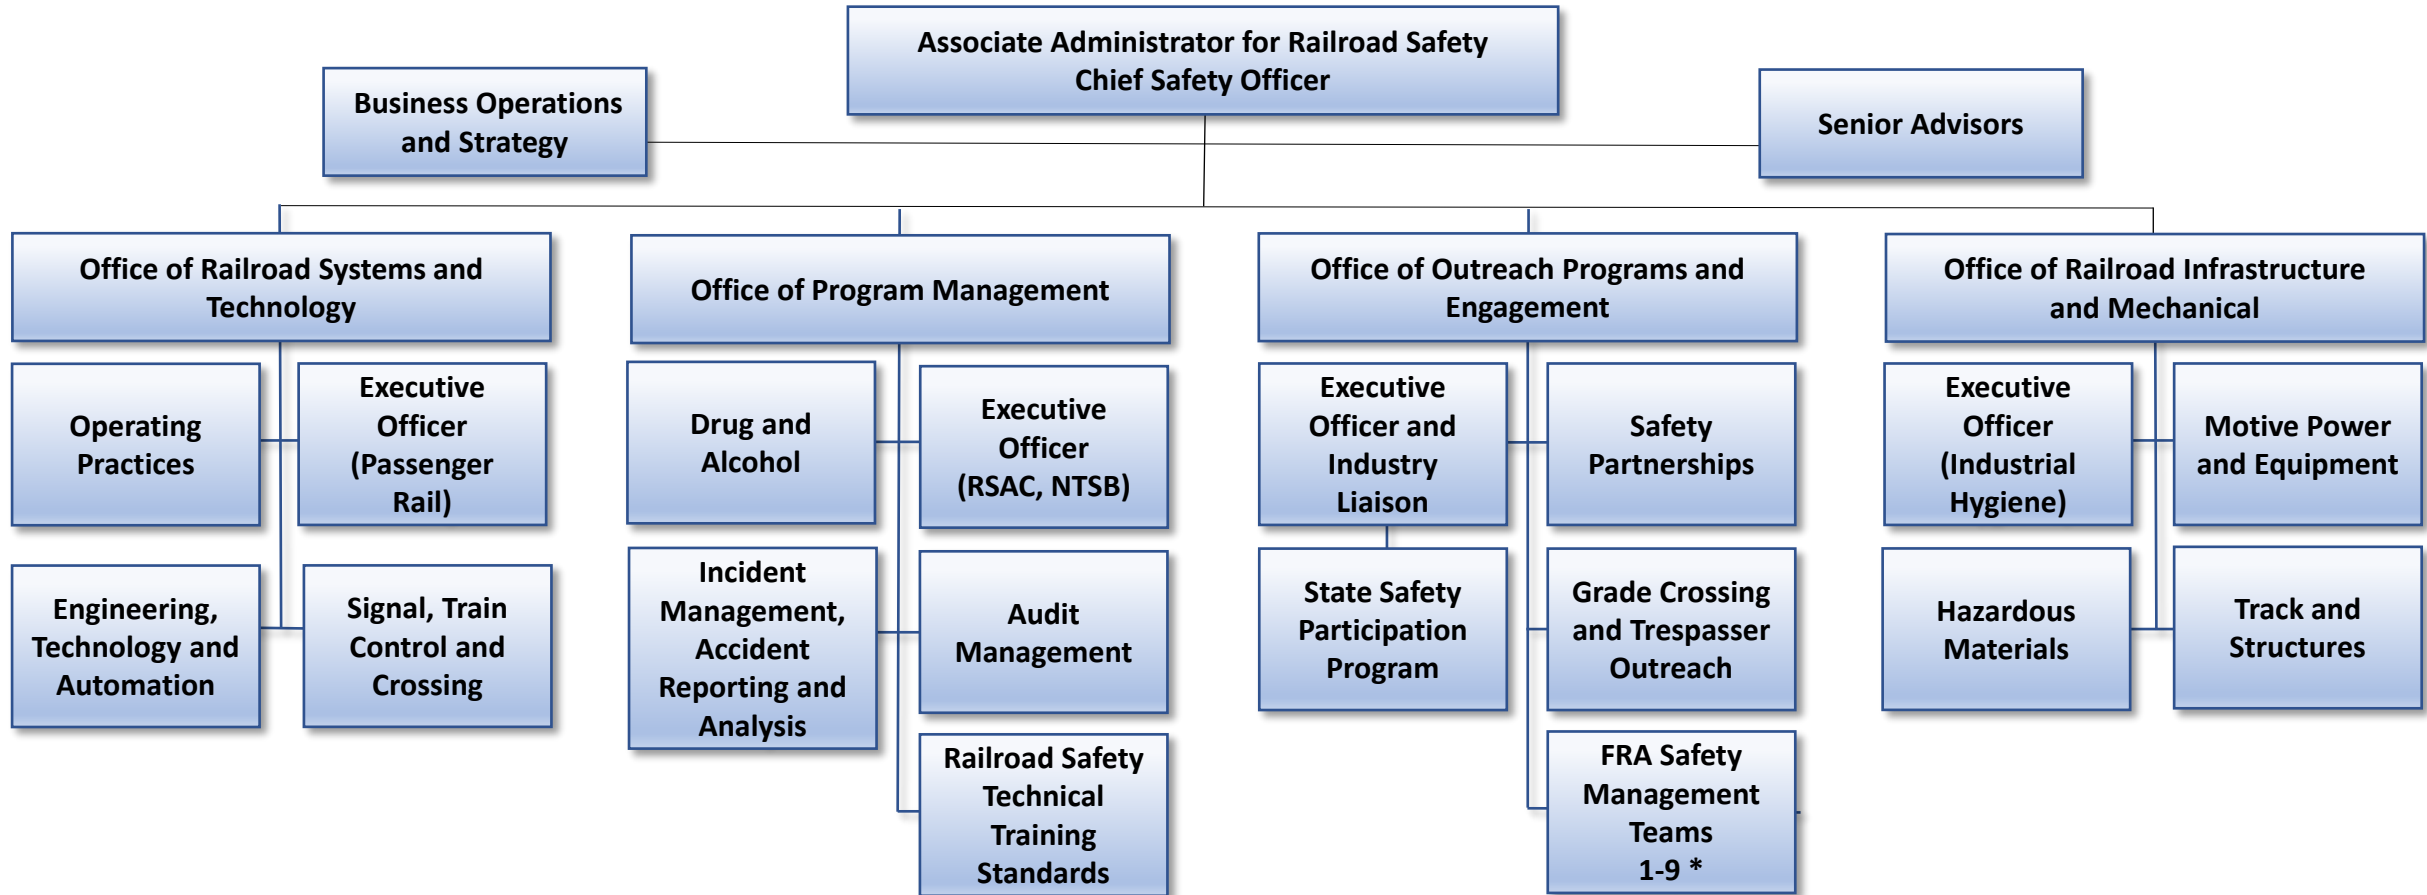 Associate Administrator for Railroad Safety
Chief Safety Officer
Business Operations
and Strategy
Senior Advisors
Office of Railroad Systems and
Technology
Office of Program Management
Office of Outreach Programs and
Engagement
Office of Railroad Infrastructure
and Mechanical
Operating
Practices
Executive
Officer
(Passenger
Rail)
Drug and
Alcohol
Executive
Officer
(RSAC, NTSB)
Executive
Officer and
Industry
Liaison
Safety
Partnerships
Executive
Officer
(Industrial
Hygiene)
Motive Power
and Equipment
Engineering,
Technology and
Automation
Signal, Train
Control and
Crossing
Incident
Management,
Accident
Reporting and
Analysis
Audit
Management
State Safety
Participation
Program
Grade Crossing
and Trespasser
Outreach
Hazardous
Materials
Track and
Structures
Railroad Safety
Technical
Training
Standards
FRA Safety
Management
Teams
1-9 *